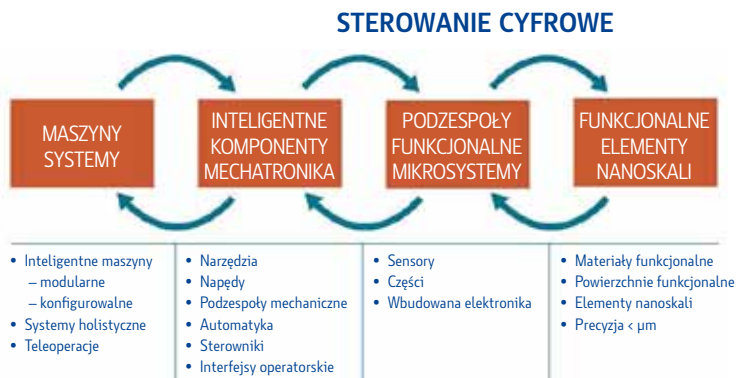 STEROWANIE CYFROWE
MASZYNY
SYSTEMY
INTELIGENTNE
KOMPONENTY
MECHATRONIKA
PODZESPOŁY
FUNKCJONALNE
MIKROSYSTEMY
FUNKCJONALNE
ELEMENTY
NANOSKALI
• Inteligentne maszyny
– modularne
– konfigurowalne
• Systemy holistyczne
• Teleoperacje
• Narzędzia
• Napędy
• Podzespoły mechaniczne
• Automatyka
• Sterowniki
• Interfejsy operatorskie
• Sensory
• Części
• Wbudowana elektronika
• Materiały funkcjonalne
• Powierzchnie funkcjonalne
• Elementy nanoskali
• Precyzja < µm